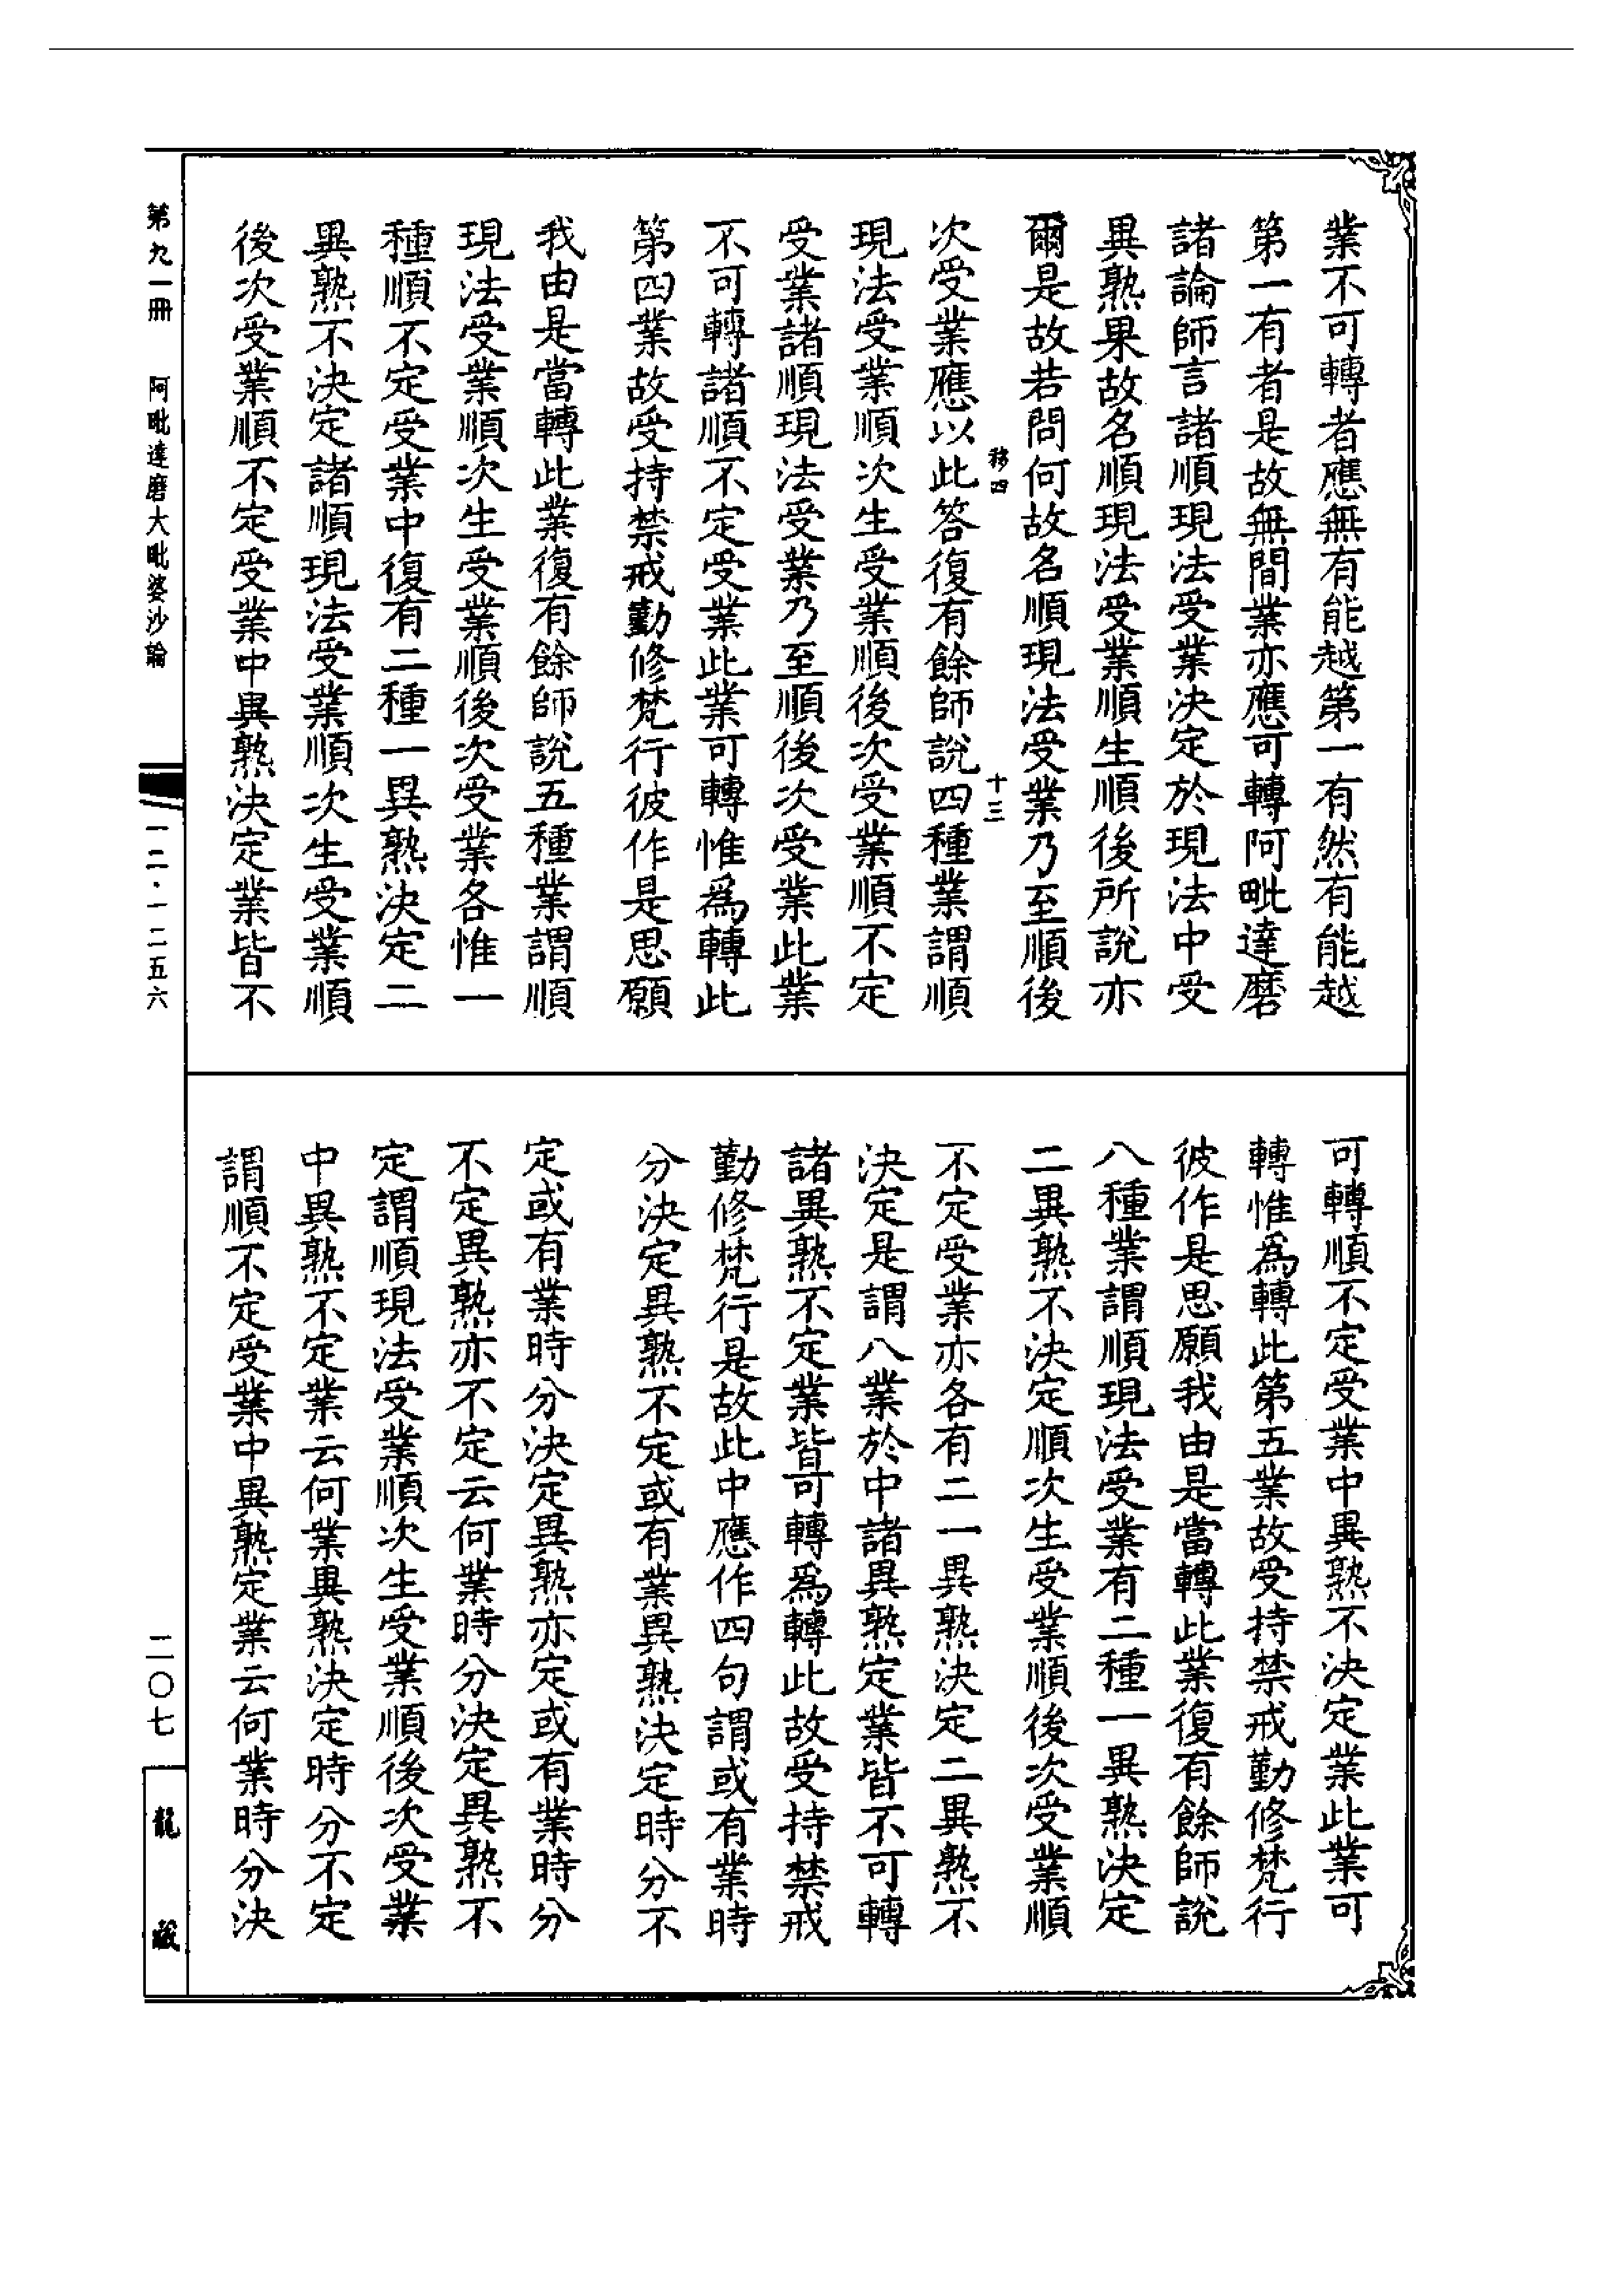 業不可轉者應無有能越第一有然有能越
第一有者是故無間業亦應可轉阿毗達磨
諸論師言諸順現法受業決定於現法中受
異熟果故名順現法受業順生順後所說亦
爾是故若問何故名順現法受業乃至順後
移四 十三
次受業應以此答復有餘師說四種業謂順
現法受業順次生受業順後次受業順不定
受業諸順現法受業乃至順後次受業此業
不可轉諸順不定受業此業可轉惟為轉此
第四業故受持禁戒勤修梵行彼作是思願
我由是當轉此業復有餘師說五種業謂順
現法受業順次生受業順後次受業各惟一
種順不定受業中復有二種一異熟決定二
異熟不決定諸順現法受業順次生受業順
後次受業順不定受業中異熟決定業皆不
可轉順不定受業中異熟不決定業此業可
轉惟為轉此第五業故受持禁戒勤修梵行
彼作是思願我由是當轉此業復有餘師說
八種業謂順現法受業有二種一異熟決定
二異熟不決定順次生受業順後次受業順
不定受業亦各有二一異熟決定二異熟不
決定是謂八業於中諸異熟定業皆不可轉
諸異熟不定業皆可轉為轉此故受持禁戒
勤修梵行是故此中應作四句謂或有業時
分決定異熟不定或有業異熟決定時分不
定或有業時分決定異熟亦定或有業時分
不定異熟亦不定云何業時分決定異熟不
定謂順現法受業順次生受業順後次受業
中異熟不定業云何業異熟決定時分不定
謂順不定受業中異熟定業云何業時分決
第九一冊 阿毗達磨大毗婆沙論
一二·一二五六
二〇七
龍藏